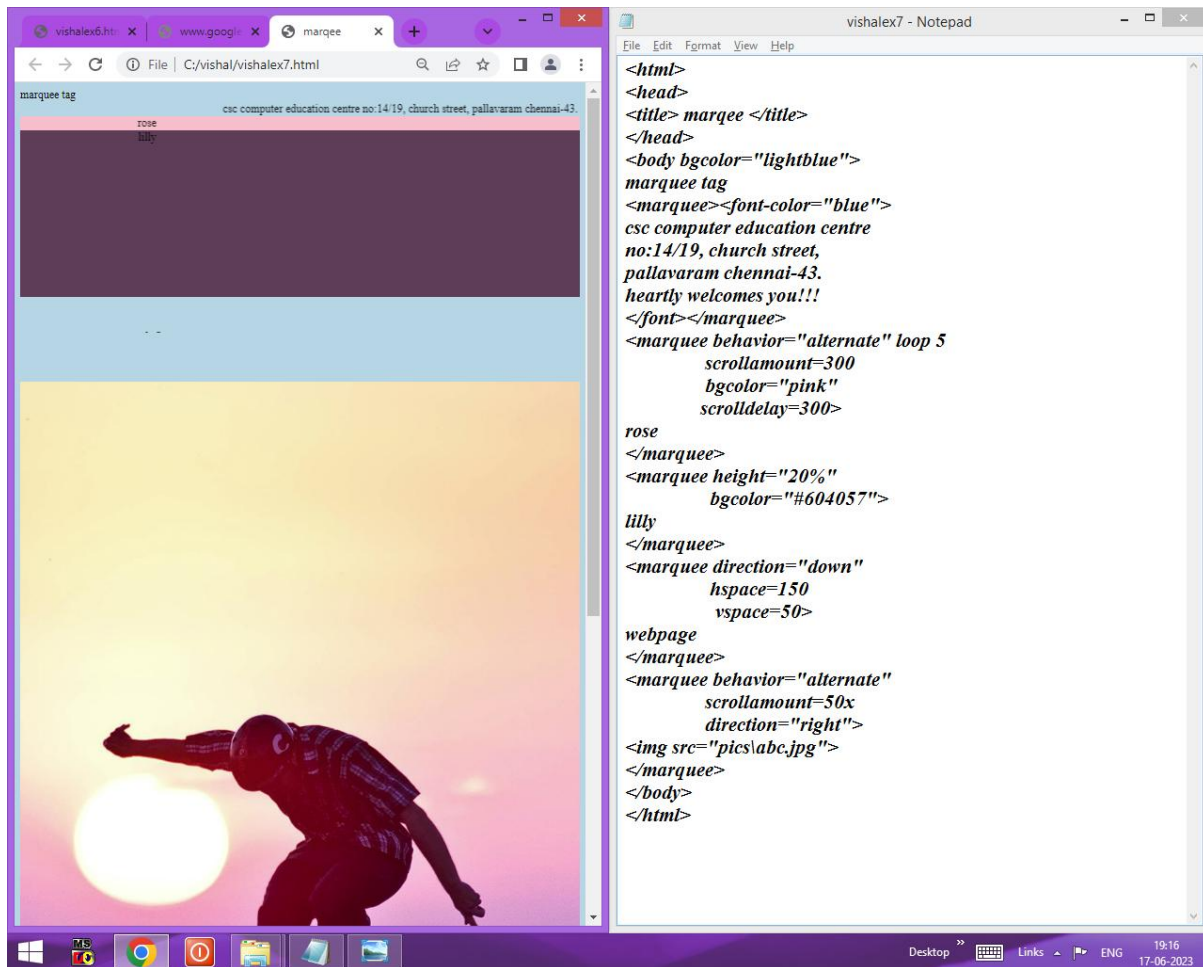 vishalex6.ht
www.google
marqee
File | C:/vishal/vishalex7.html
marquee tag
csc computer education centre no:14/19, church street, pallavaram chennai-43.
rose
lilly
vishalex7 - Notepad
File Edit Format View Help
<html>
<head>
<title> marqee </title>
</head>
<body bgcolor="lightblue">
marquee tag
<marquee><font-color="blue">
csc computer education centre
no:14/19, church street,
pallavaram chennai-43.
heartly welcomes you!!!
</font></marquee>
<marquee behavior="alternate" loop 5
scrollamount=300
bgcolor="pink"
scrolldelay=300>
rose
</marquee>
<marquee height="20%"
bgcolor="#604057">
lilly
</marquee>
<marquee direction="down"
hspace=150
vspace=50>
webpage
</marquee>
<marquee behavior="alternate"
scrollamount=50x
direction="right">
<img src="pics\abc.jpg">
</marquee>
</body>
</html>
MS
Desktop
Links
ENG
19:16
17-06-2023